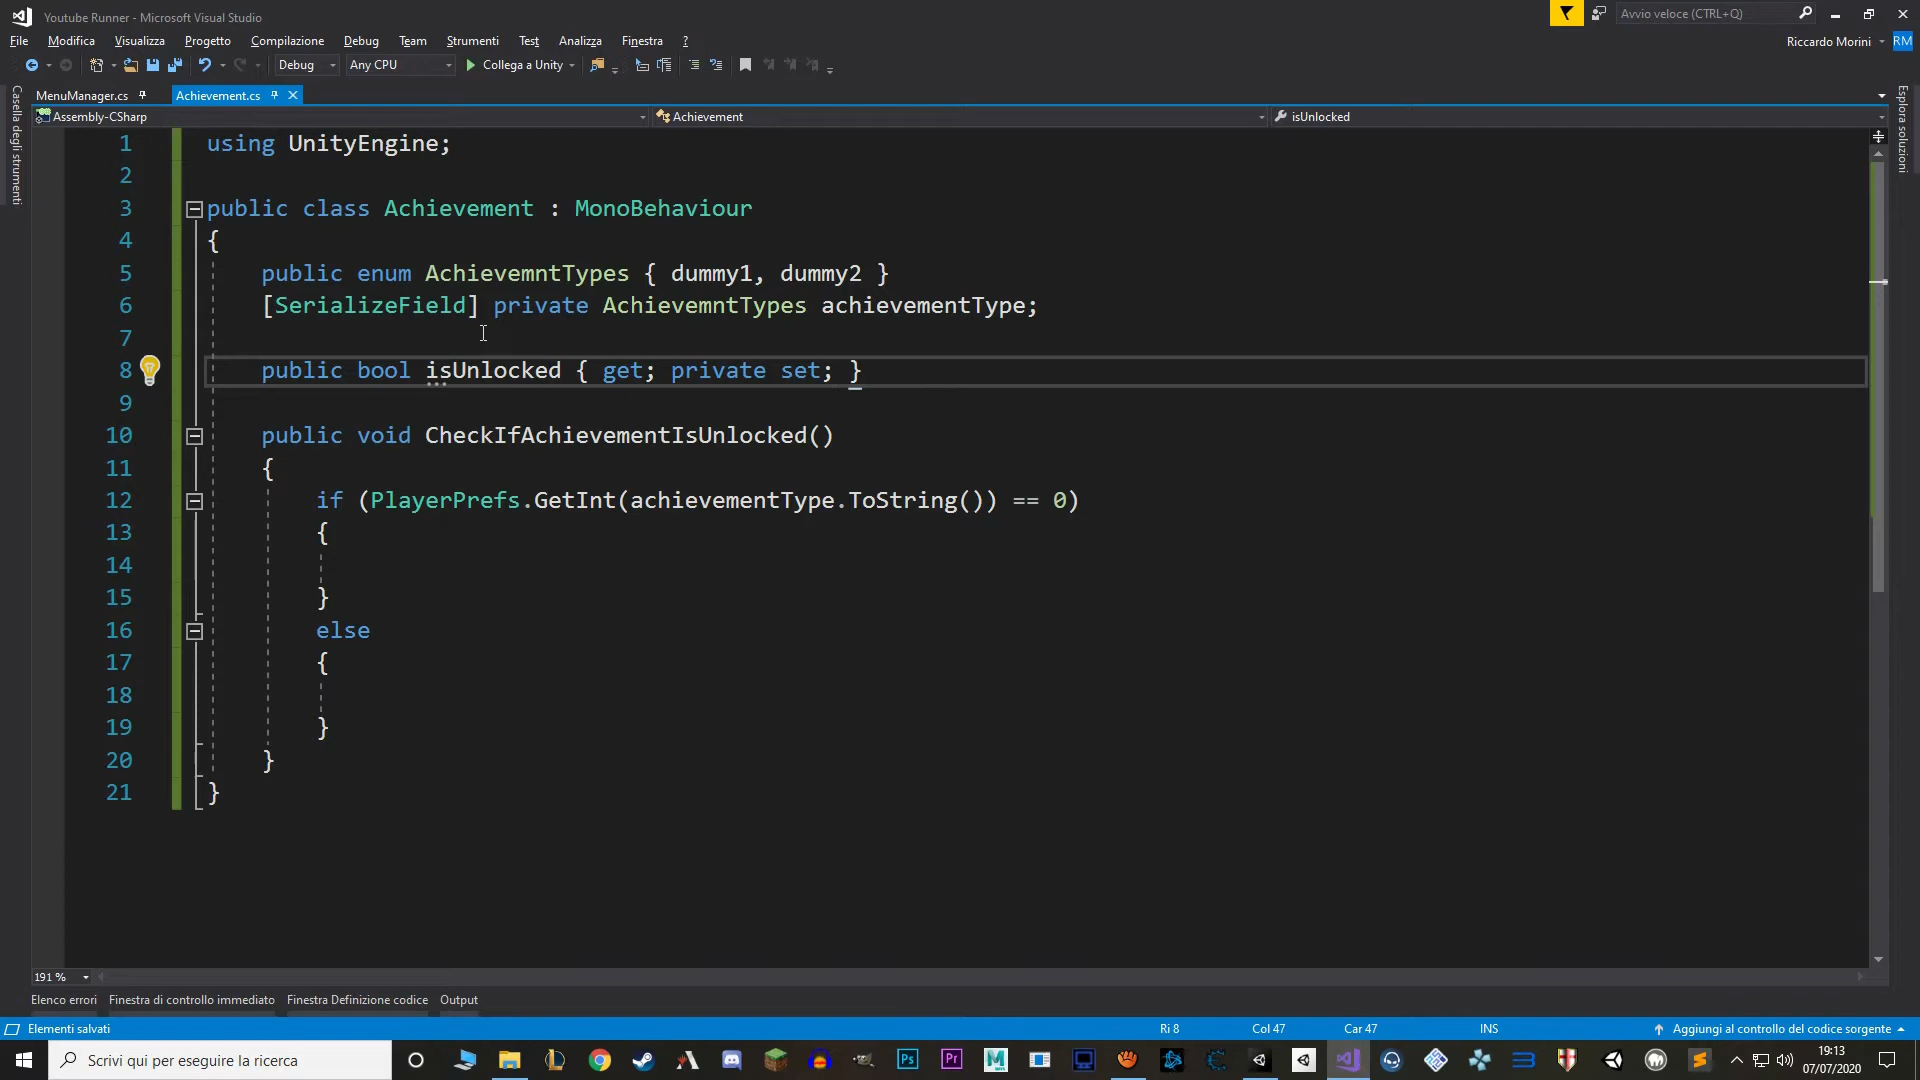 Youtube Runner - Microsoft Visual Studio
Avvio veloce (CTRL+Q)
File Modifica Visualizza Progetto Compilazione Debug Team Strumenti Test Analizza Finestra ?
Riccardo Morini RM
Debug Any CPU Collega a Unity
MenuManager.cs Achievement.cs
Assembly-CSharp Achievement isUnlocked
Casella degli strumenti
Esplora soluzioni
1 using UnityEngine;
2
3 public class Achievement : MonoBehaviour
4 {
5 public enum AchievemntTypes { dummy1, dummy2 }
6 [SerializeField] private AchievemntTypes achievementType;
7
8 public bool isUnlocked { get; private set; }
9
10 public void CheckIfAchievementIsUnlocked()
11 {
12 if (PlayerPrefs.GetInt(achievementType.ToString()) == 0)
13 {
14
15 }
16 else
17 {
18
19 }
20 }
21 }
191 %
Elenco errori Finestra di controllo immediato Finestra Definizione codice Output
Elementi salvati Ri 8 Col 47 Car 47 INS Aggiungi al controllo del codice sorgente
Scrivi qui per eseguire la ricerca
Ps Pr M
19:13
07/07/2020